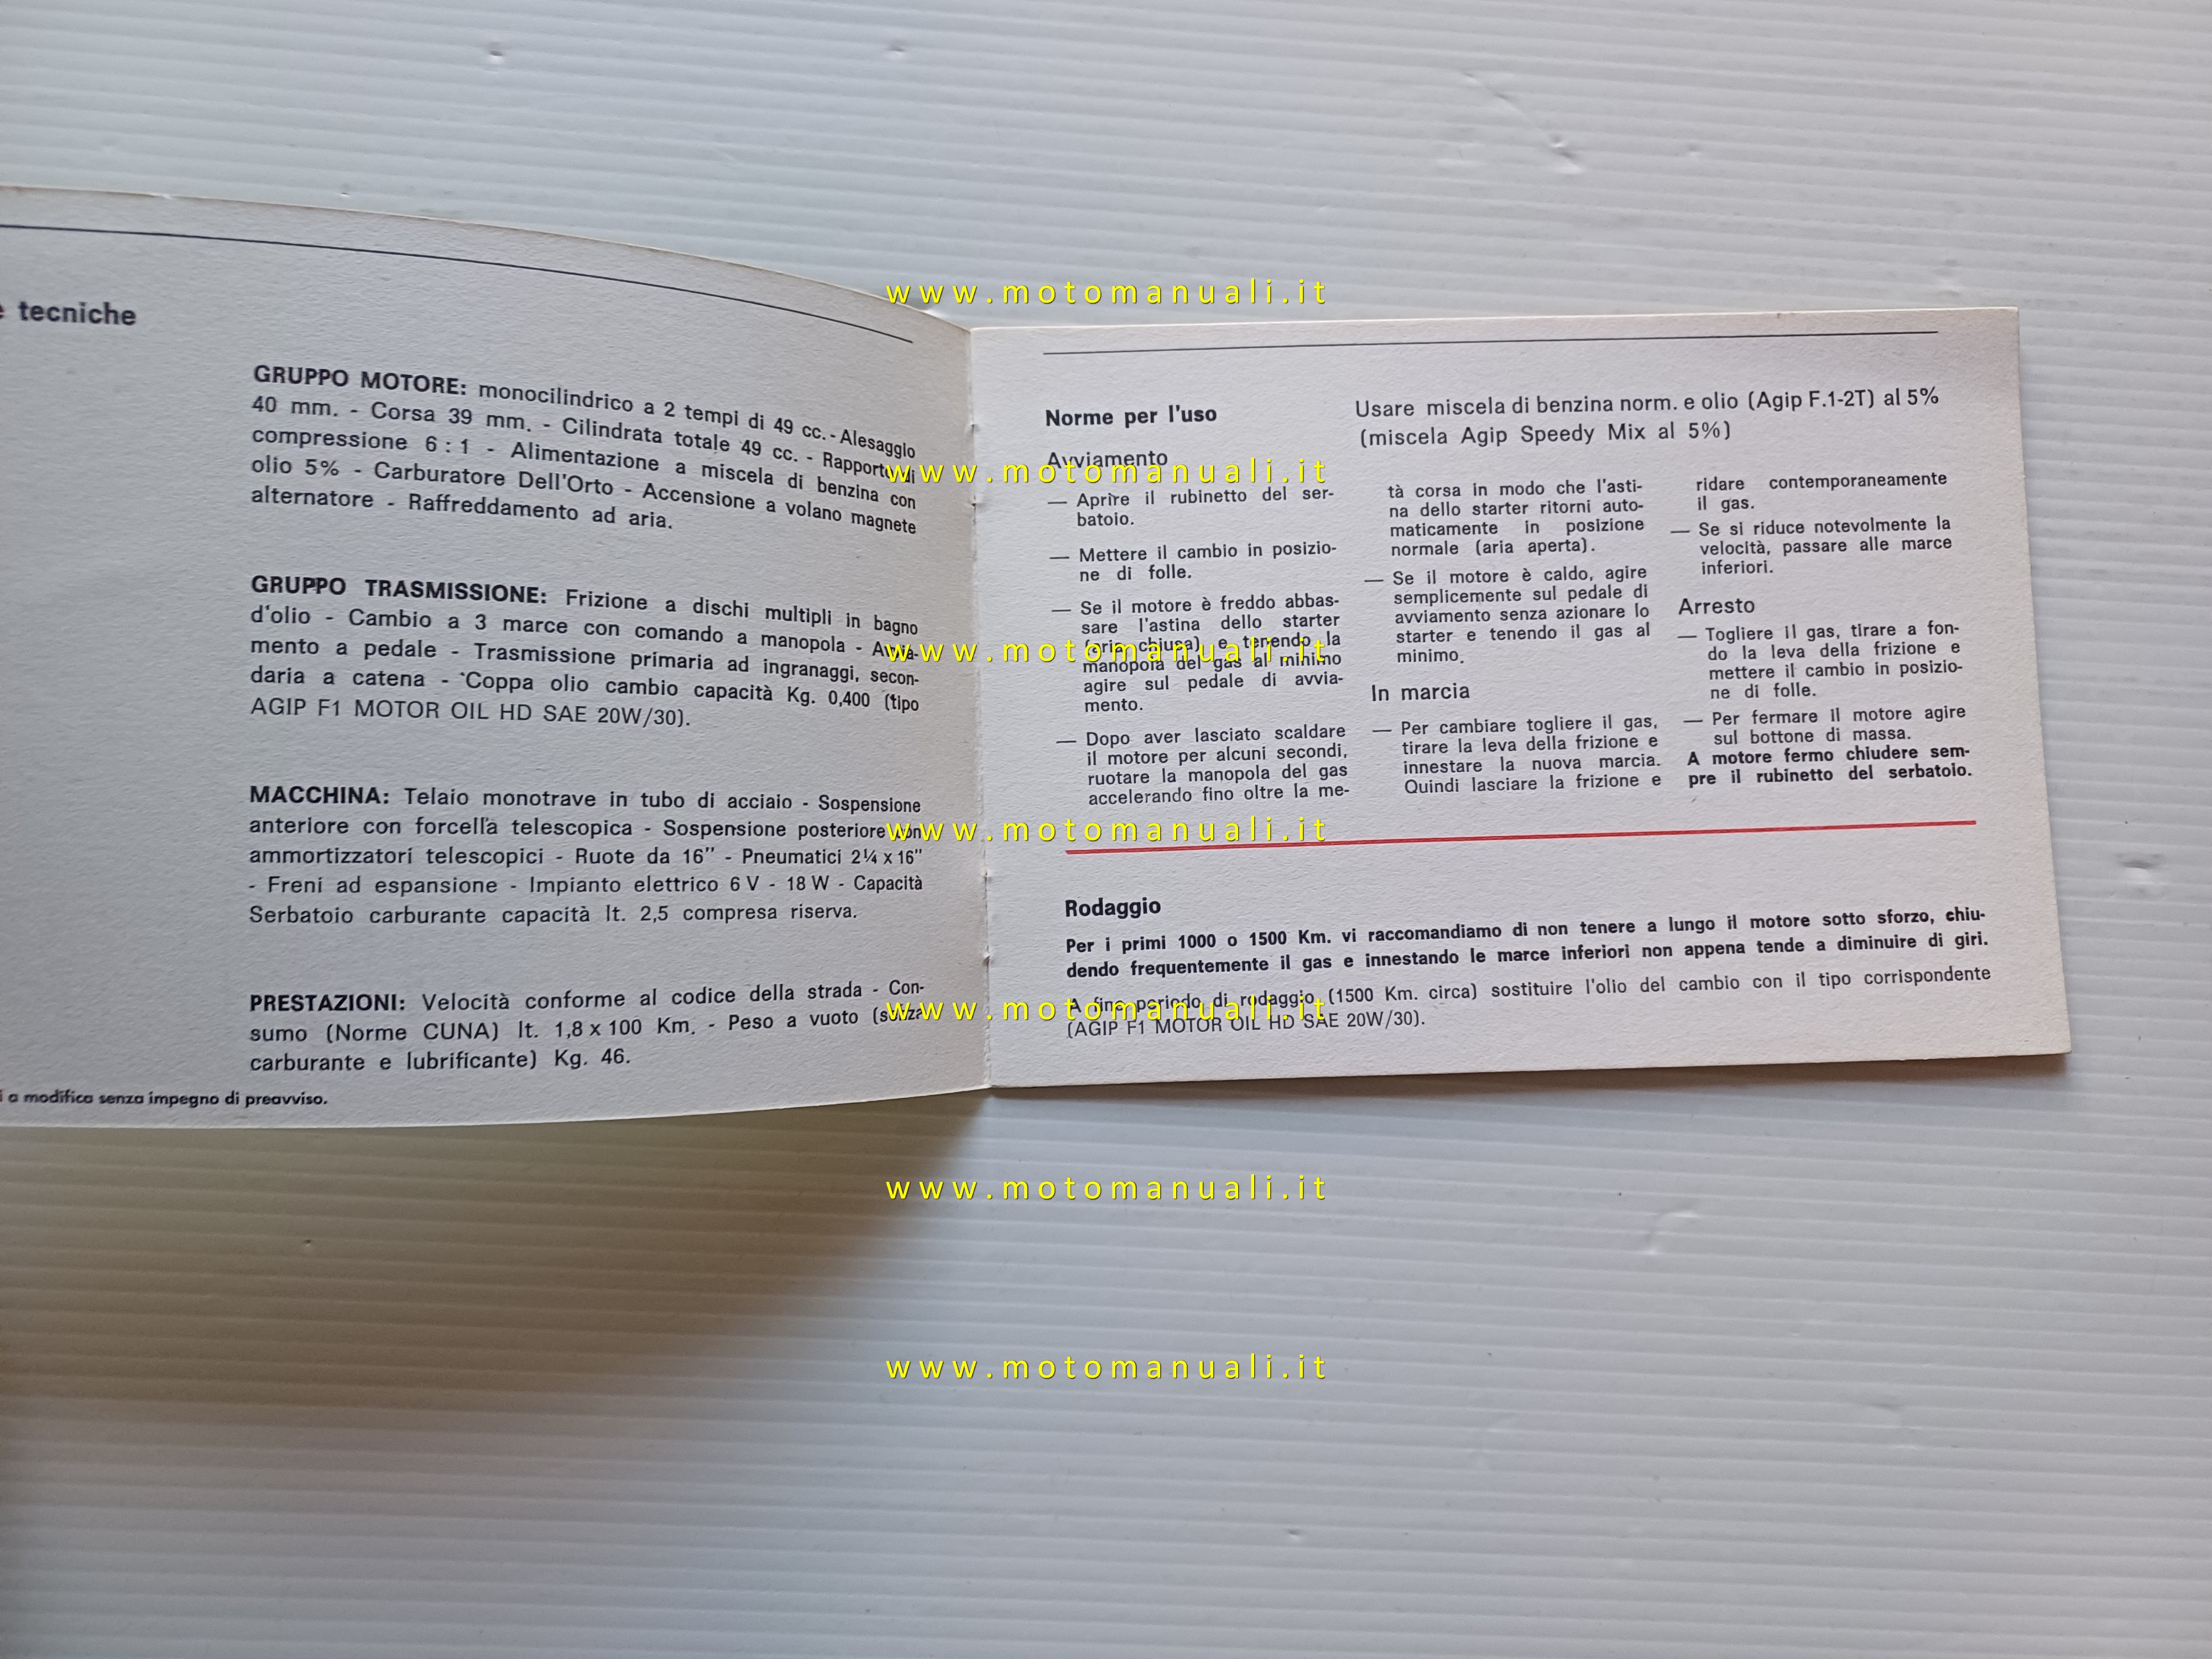 tecniche
GRUPPO MOTORE: monocilindrico a 2 tempi di 49 cc. - Alesaggio
40 mm. - Corsa 39 mm. - Cilindrata totale 49 cc. - Rapporto di
compressione 6 : 1 - Alimentazione a miscela di benzina con
olio 5% - Carburatore Dell'Orto - Accensione a volano magnete
alternatore - Raffreddamento ad aria.
GRUPPO TRASMISSIONE: Frizione a dischi multipli in bagno
d'olio - Cambio a 3 marce con comando a manopola - Avvia-
mento a pedale - Trasmissione primaria ad ingranaggi, secon-
daria a catena - Coppa olio cambio capacità Kg. 0,400 (tipo
AGIP F1 MOTOR OIL HD SAE 20W/30).
MACCHINA: Telaio monotrave in tubo di acciaio - Sospensione
anteriore con forcella telescopica - Sospensione posteriore con
ammortizzatori telescopici - Ruote da 16" - Pneumatici 2¼ x 16"
- Freni ad espansione - Impianto elettrico 6 V - 18 W - Capacità
Serbatoio carburante capacità lt. 2,5 compresa riserva.
PRESTAZIONI: Velocità conforme al codice della strada - Con-
sumo (Norme CUNA) lt. 1,8 x 100 Km. - Peso a vuoto (senza
carburante e lubrificante) Kg. 46.
i a modifica senza impegno di preavviso.
Norme per l'uso
Usare miscela di benzina norm. e olio (Agip F.1-2T) al 5%
(miscela Agip Speedy Mix al 5%)
Avviamento
— Aprire il rubinetto del ser-
batoio.
— Mettere il cambio in posizio-
ne di folle.
— Se il motore è freddo abbas-
sare l'astina dello starter
(aria chiusa) e tenendo la
manopola del gas al minimo
agire sul pedale di avvia-
mento.
— Dopo aver lasciato scaldare
il motore per alcuni secondi,
ruotare la manopola del gas
accelerando fino oltre la me-
tà corsa in modo che l'asti-
na dello starter ritorni auto-
maticamente in posizione
normale (aria aperta).
— Se il motore è caldo, agire
semplicemente sul pedale di
avviamento senza azionare lo
starter e tenendo il gas al
minimo.
In marcia
— Per cambiare togliere il gas,
tirare la leva della frizione e
innestare la nuova marcia.
Quindi lasciare la frizione e
ridare contemporaneamente
il gas.
— Se si riduce notevolmente la
velocità, passare alle marce
inferiori.
Arresto
— Togliere il gas, tirare a fon-
do la leva della frizione e
mettere il cambio in posizio-
ne di folle.
— Per fermare il motore agire
sul bottone di massa.
A motore fermo chiudere sem-
pre il rubinetto del serbatoio.
Rodaggio
Per i primi 1000 o 1500 Km. vi raccomandiamo di non tenere a lungo il motore sotto sforzo, chiu-
dendo frequentemente il gas e innestando le marce inferiori non appena tende a diminuire di giri.
A fine periodo di rodaggio (1500 Km. circa) sostituire l'olio del cambio con il tipo corrispondente
(AGIP F1 MOTOR OIL HD SAE 20W/30).
www.motomanuali.it
www.motomanuali.it
www.motomanuali.it
www.motomanuali.it
www.motomanuali.it
www.motomanuali.it
www.motomanuali.it